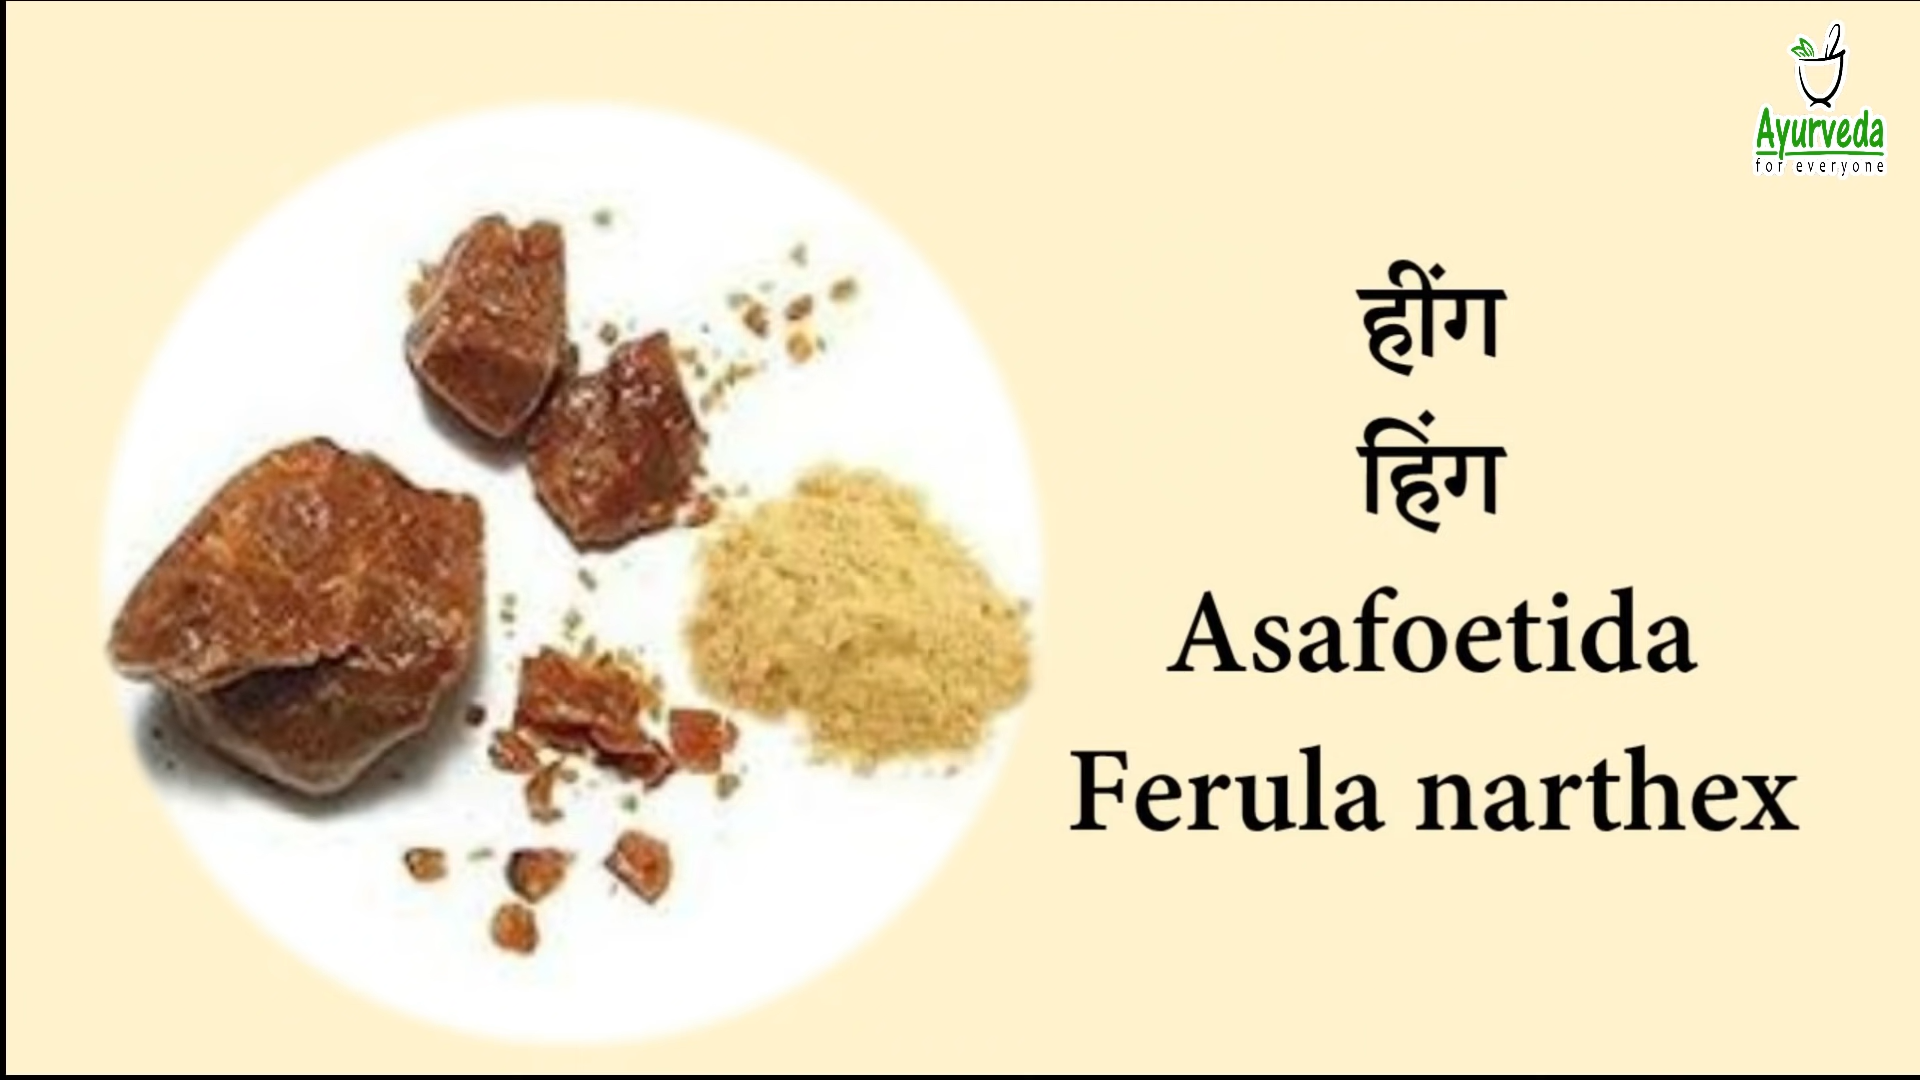 Ayurveda
for everyone
हींग
हिंग
Asafoetida
Ferula narthex